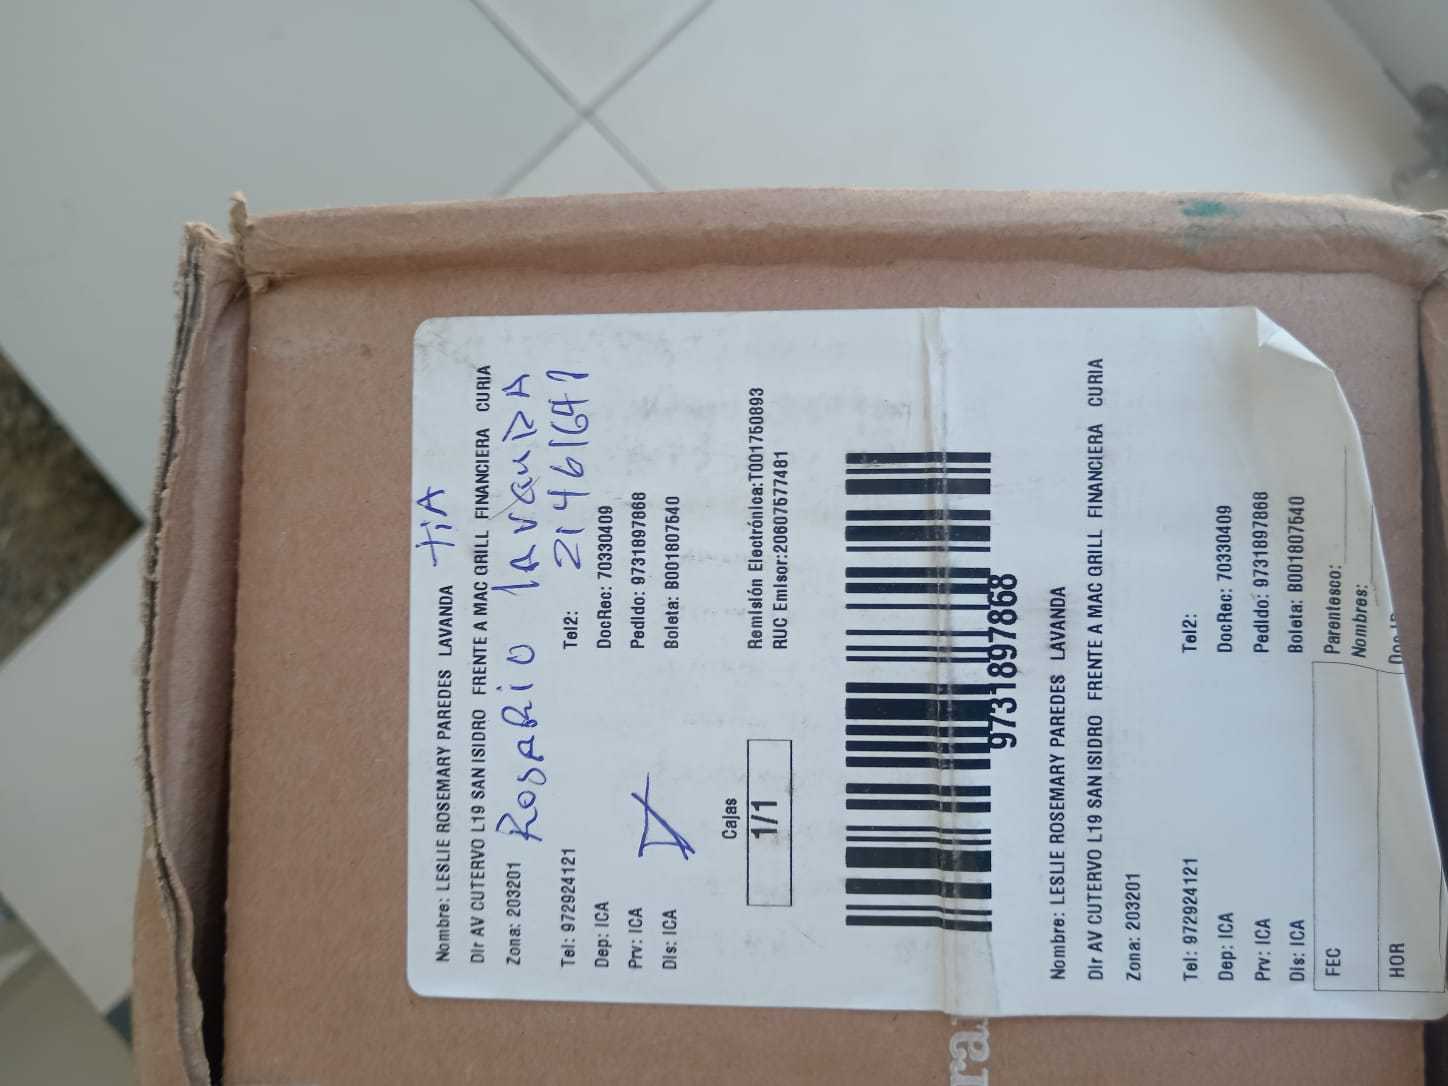 Nombre: LESLIE ROSEMARY PAREDES LAVANDA tiA
Dir AV CUTERVO L19 SAN ISIDRO FRENTE A MAC GRILL FINANCIERA CURIA
Zona: 203201 ROSARIO lAVANDA
Tel: 972924121 Tel2: 21461641
Dep: ICA DocRec: 70330409
Prv: ICA Pedido: 9731897868
Dis: ICA Boleta: B001807540
Cajas
1/1
Remisión Electrónica:T001750893
RUC Emisor:20607577481
9731897868
Nombre: LESLIE ROSEMARY PAREDES LAVANDA
Dir AV CUTERVO L19 SAN ISIDRO FRENTE A MAC GRILL FINANCIERA CURIA
Zona: 203201
Tel: 972924121 Tel2:
Dep: ICA DocRec: 70330409
Prv: ICA Pedido: 9731897868
Dis: ICA Boleta: B001807540
FEC Parentesco:
Nombres:
HOR
ra